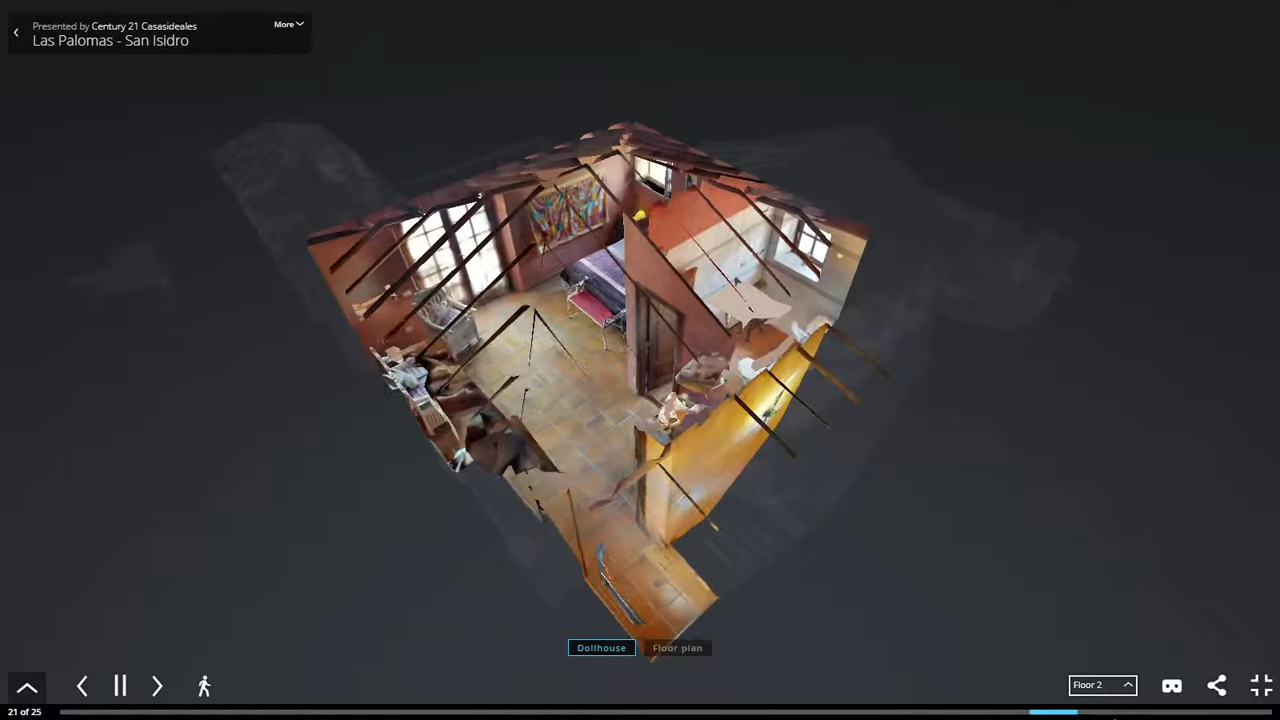 Presented by Century 21 Casasideales
Las Palomas - San Isidro
More
Dollhouse
Floor plan
Floor 2
21 of 25